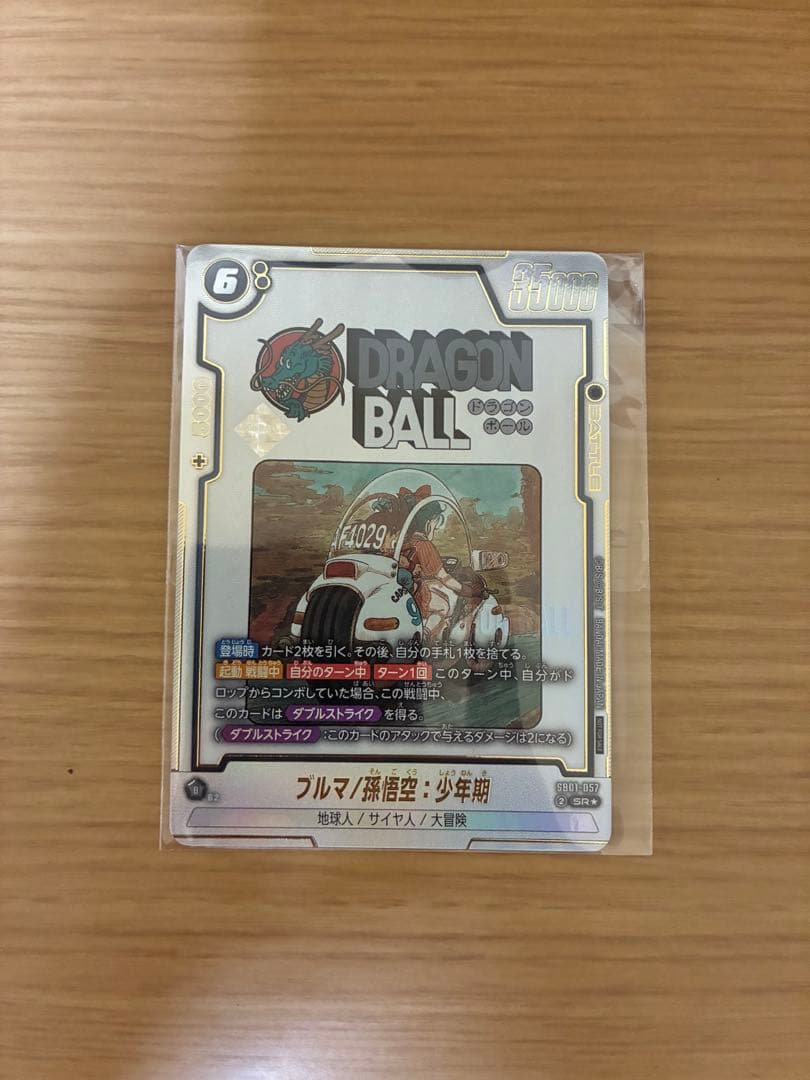 6
35000
DRAGON
BALL
ドラゴン
ボール
BATTLE
5000
AF4029
登場時 カード2枚を引く。その後、自分の手札1枚を捨てる。
起動 戦闘中 自分のターン中 ターン1回 このターン中、自分がド
ロップからコンボしていた場合、この戦闘中、
このカードは ダブルストライク を得る。
( ダブルストライク :このカードのアタックで与えるダメージは2になる)
ブルマ/孫悟空:少年期
SB01-057
2 SR★
地球人 / サイヤ人 / 大冒険